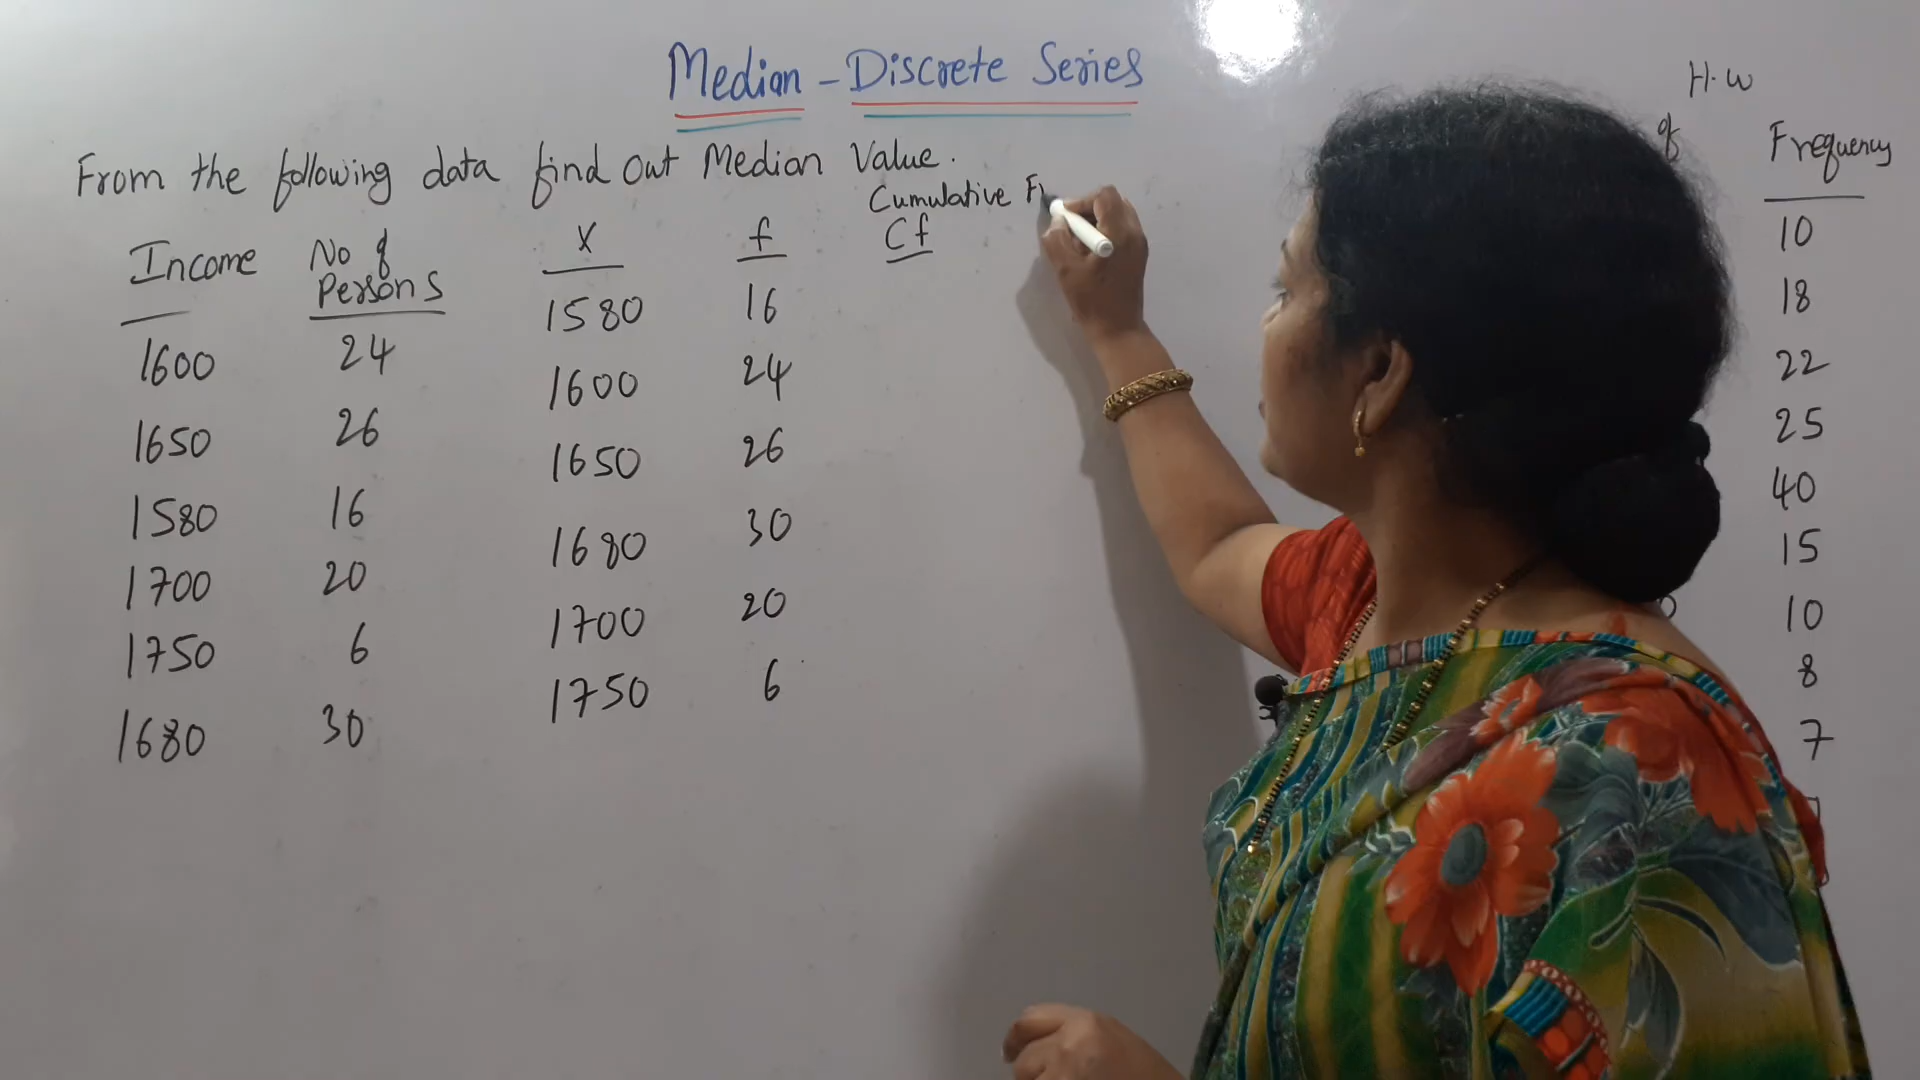 Median - Discrete Series
From the following data find out Median Value.
Income
No of
Persons
1600 24
1650 26
1580 16
1700 20
1750 6
1680 30
X f
1580 16
1600 24
1650 26
1680 30
1700 20
1750 6
Cumulative
Cf
H.W
of
Frequency
10
18
22
25
40
15
10
8
7